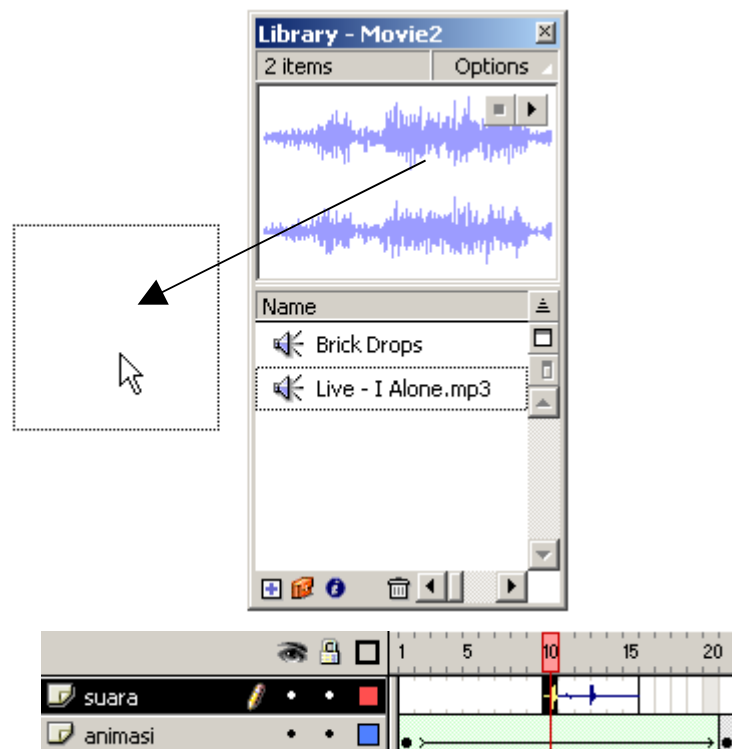 Library - Movie2
2 items Options
Name
Brick Drops
Live - I Alone.mp3
1 5 10 15 20
suara
animasi